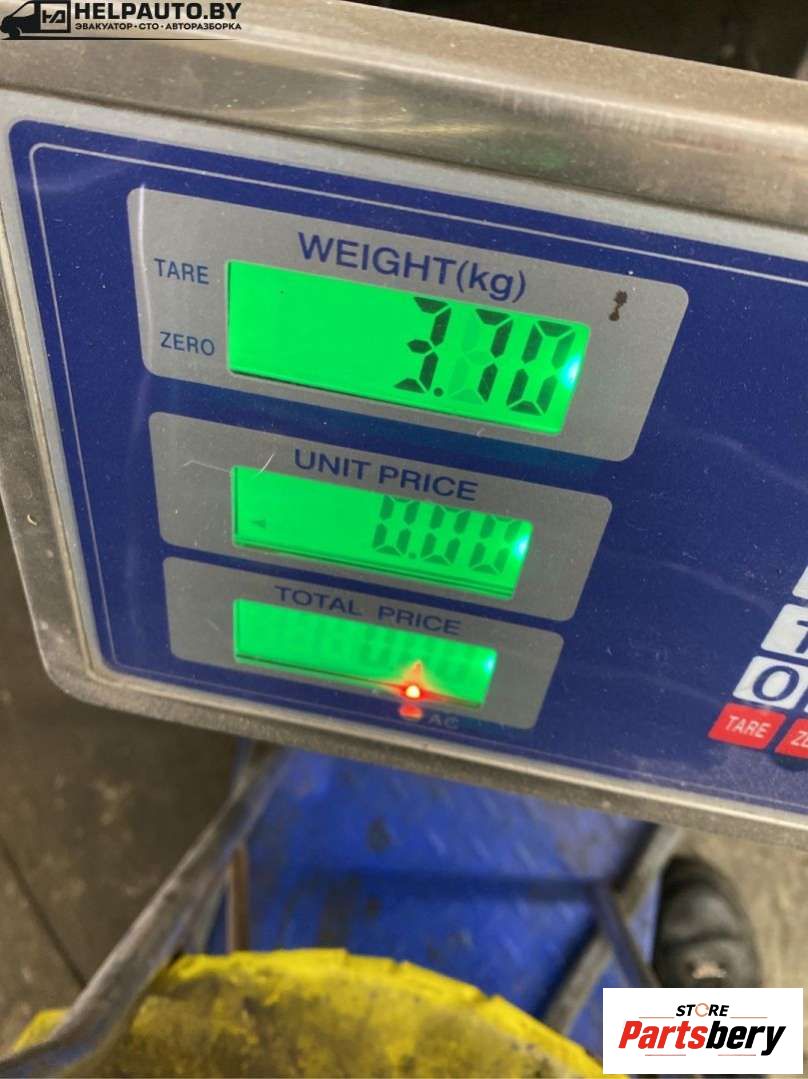 HELPAUTO.BY
ЭВАКУАТОР•СТО•АВТОРАЗБОРКА
WEIGHT(kg)
TARE
ZERO
3.70
UNIT PRICE
0.00
TOTAL PRICE
AC
0
TARE
STORE
Partsbery